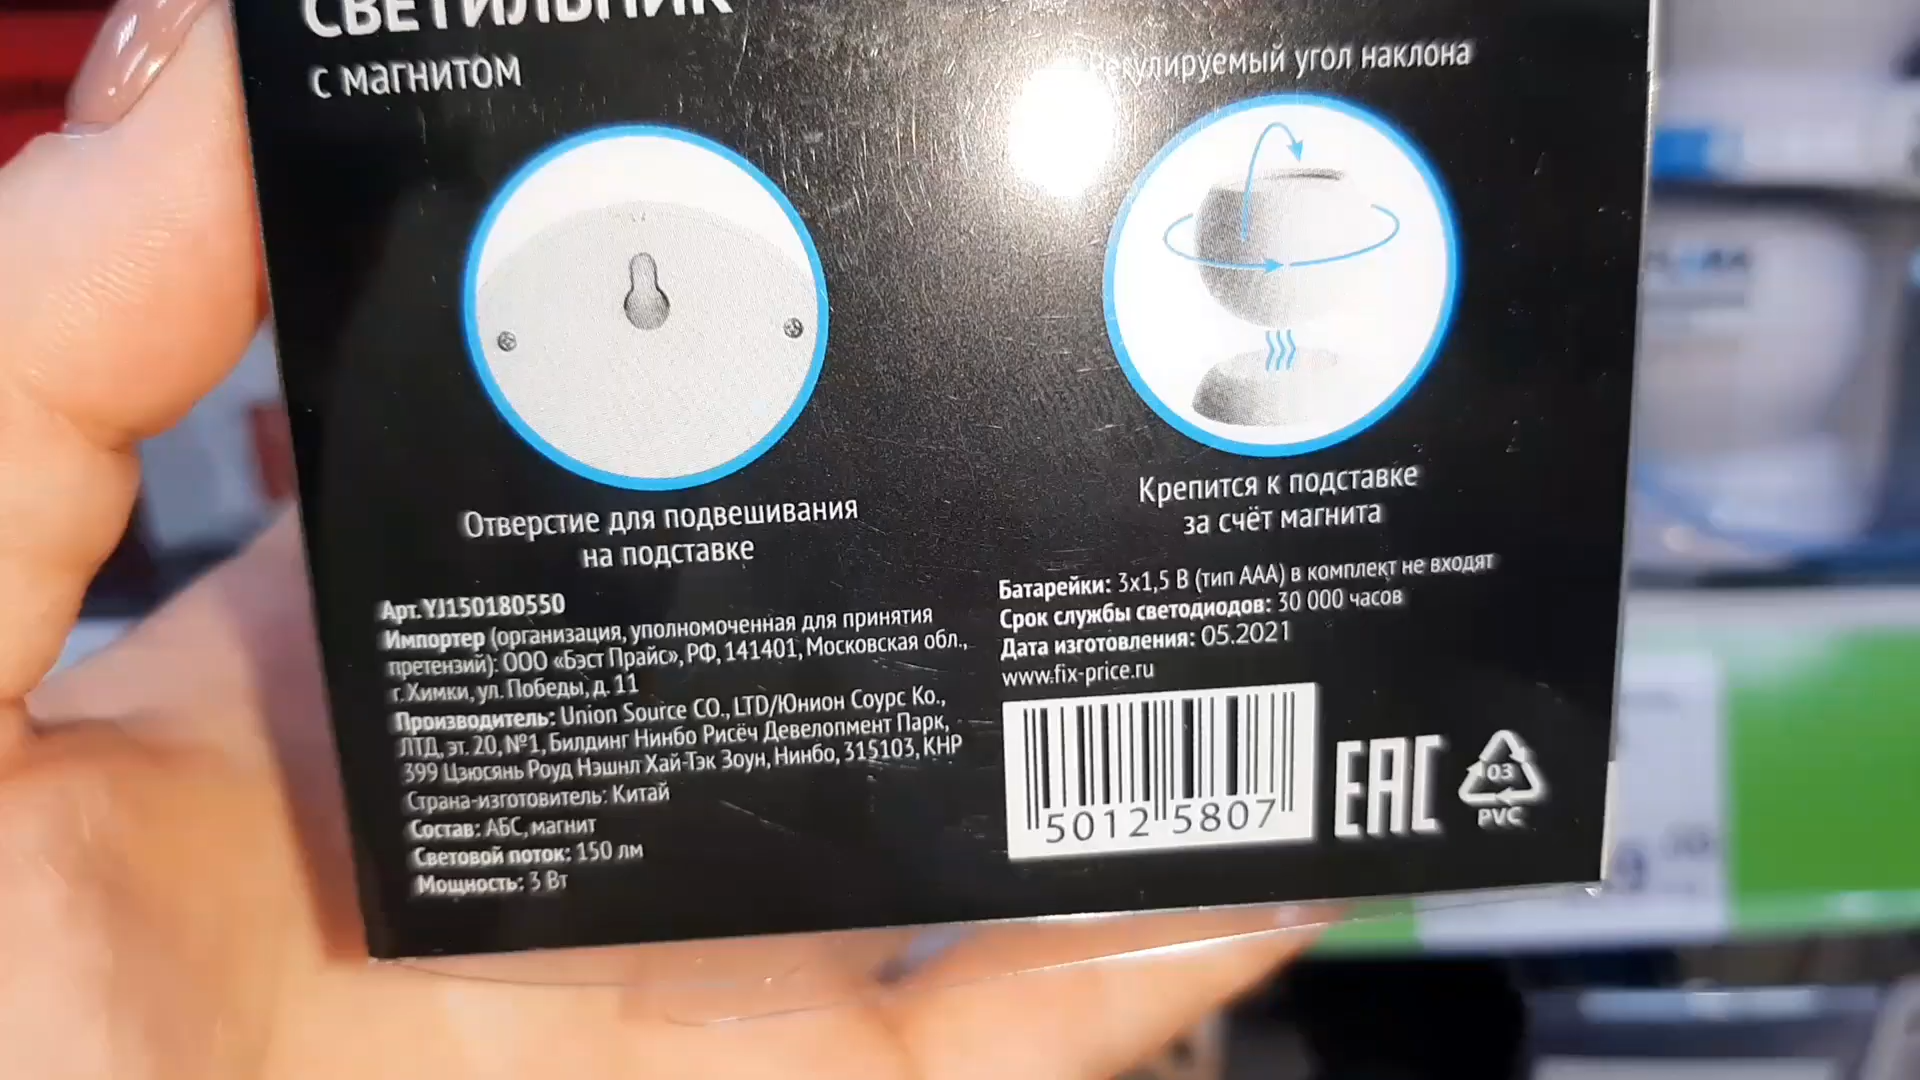 СВЕТИЛЬНИК
с магнитом
Регулируемый угол наклона
Отверстие для подвешивания
на подставке
Крепится к подставке
за счёт магнита
Арт. YJ150180550
Импортер (организация, уполномоченная для принятия
претензий): ООО «Бэст Прайс», РФ, 141401, Московская обл.,
г. Химки, ул. Победы, д. 11
Производитель: Union Source CO., LTD/Юнион Соурс Ко.,
ЛТД, эт. 20, №1, Билдинг Нинбо Рисёч Девелопмент Парк,
399 Цзюсянь Роуд Нэшнл Хай-Тэк Зоун, Нинбо, 315103, КНР
Страна-изготовитель: Китай
Состав: АБС, магнит
Световой поток: 150 лм
Мощность: 3 Вт
Батарейки: 3х1,5 В (тип ААА) в комплект не входят
Срок службы светодиодов: 30 000 часов
Дата изготовления: 05.2021
www.fix-price.ru
5012 5807
EAC
03
PVC